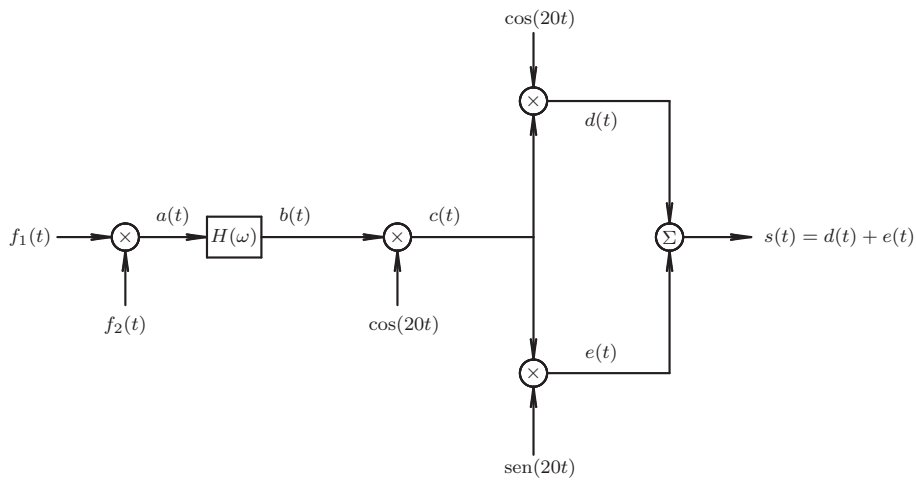 cos(20t)
×
d(t)
f₁(t)
×
a(t)
H(ω)
b(t)
×
c(t)
Σ
s(t) = d(t) + e(t)
f₂(t)
cos(20t)
e(t)
×
sen(20t)